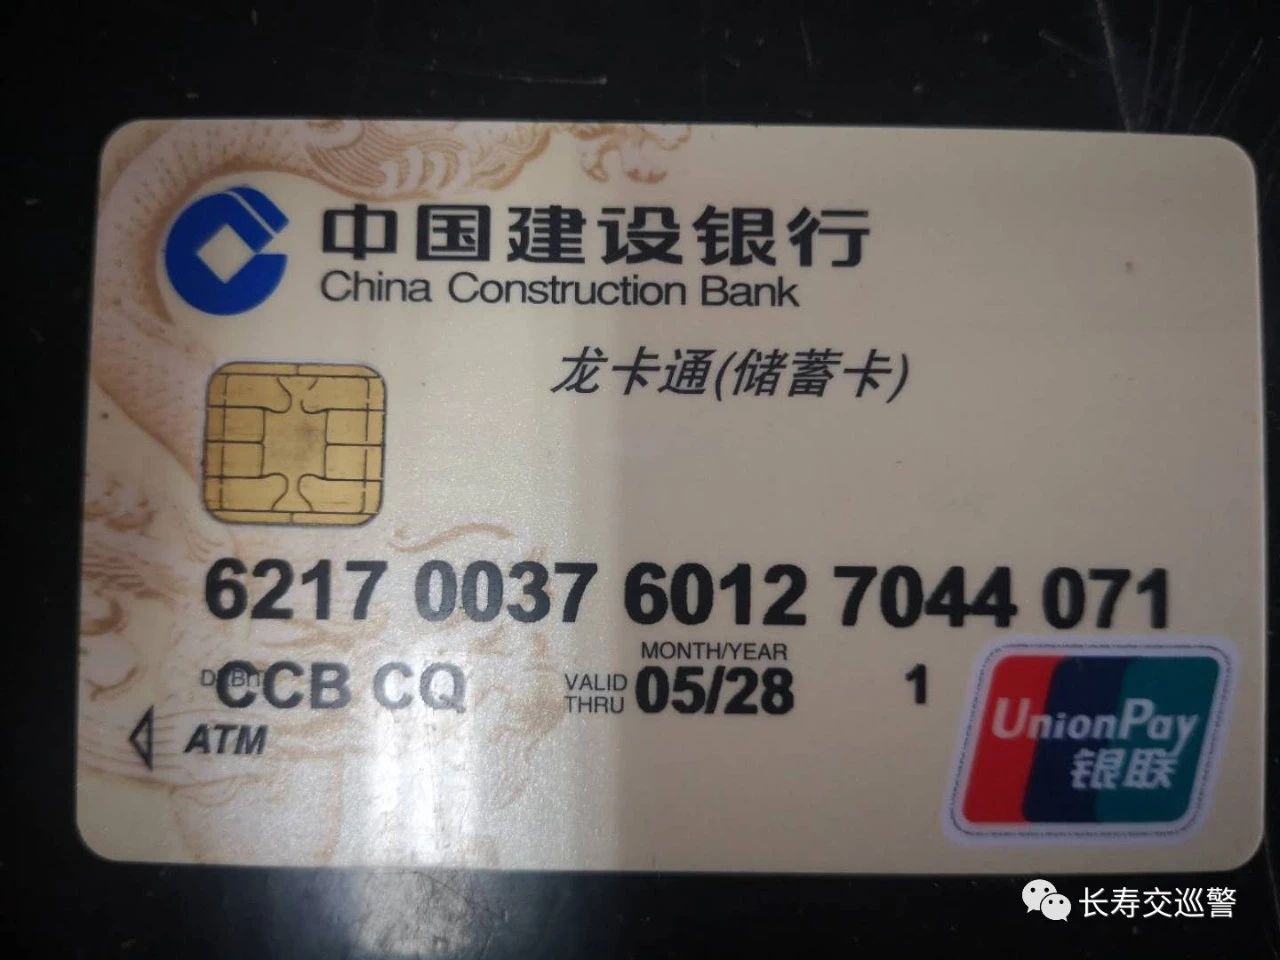 中国建设银行
China Construction Bank
龙卡通(储蓄卡)
6217 0037 6012 7044 071
MONTH/YEAR
CCB CQ VALID THRU 05/28 1
ATM
UnionPay
银联
长寿交巡警